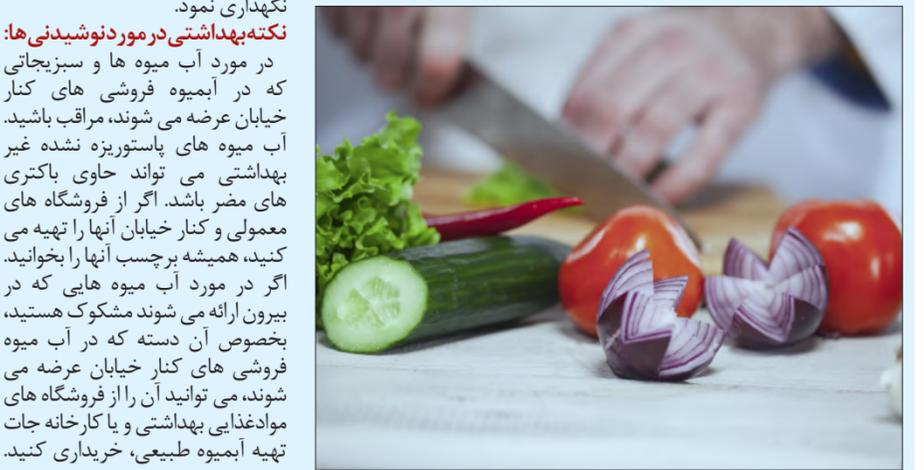 نگهداری نمود.
نکته بهداشتی در مورد نوشیدنی ها:
در مورد آب میوه ها و سبزیجاتی
که در آبمیوه فروشی های کنار
خیابان عرضه می شوند، مراقب باشید.
آب میوه های پاستوریزه نشده غیر
بهداشتی می تواند حاوی باکتری
های مضر باشد. اگر از فروشگاه های
معمولی و کنار خیابان آنها را تهیه می
کنید، همیشه برچسب آنها را بخوانید.
اگر در مورد آب میوه هایی که در
بیرون ارائه می شوند مشکوک هستید،
بخصوص آن دسته که در آب میوه
فروشی های کنار خیابان عرضه می
شوند، می توانید آن را از فروشگاه های
موادغذایی بهداشتی و یا کارخانه جات
تهیه آبمیوه طبیعی، خریداری کنید.